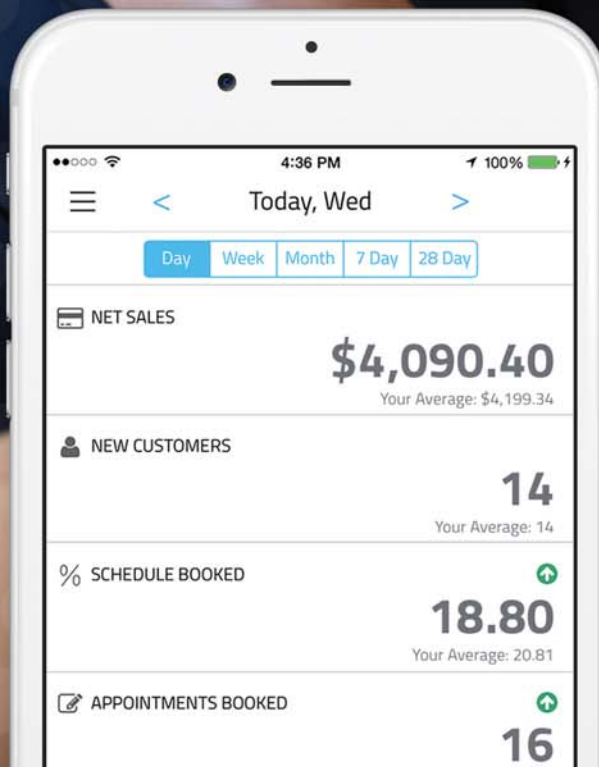 4:36 PM 100%
Today, Wed
Day Week Month 7 Day 28 Day
NET SALES
$4,090.40
Your Average: $4,199.34
NEW CUSTOMERS
14
Your Average: 14
% SCHEDULE BOOKED
18.80
Your Average: 20.81
APPOINTMENTS BOOKED
16